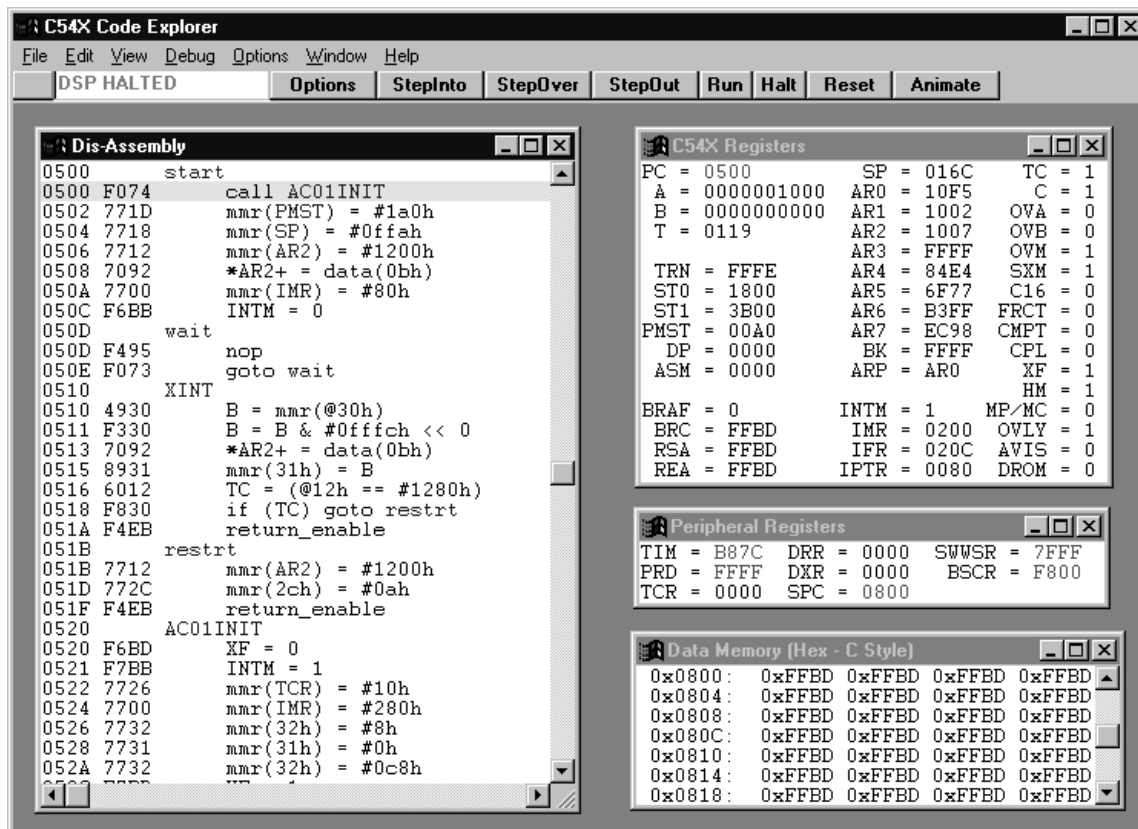 C54X Code Explorer
File Edit View Debug Options Window Help
DSP HALTED Options StepInto StepOver StepOut Run Halt Reset Animate
Dis-Assembly
0500 start
0500 F074 call AC01INIT
0502 771D mmr(PMST) = #1a0h
0504 7718 mmr(SP) = #0ffah
0506 7712 mmr(AR2) = #1200h
0508 7092 *AR2+ = data(0bh)
050A 7700 mmr(IMR) = #80h
050C F6BB INTM = 0
050D wait
050D F495 nop
050E F073 goto wait
0510 XINT
0510 4930 B = mmr(@30h)
0511 F330 B = B & #0fffch << 0
0513 7092 *AR2+ = data(0bh)
0515 8931 mmr(31h) = B
0516 6012 TC = (@12h == #1280h)
0518 F830 if (TC) goto restrt
051A F4EB return_enable
051B restrt
051B 7712 mmr(AR2) = #1200h
051D 772C mmr(2ch) = #0ah
051F F4EB return_enable
0520 AC01INIT
0520 F6BD XF = 0
0521 F7BB INTM = 1
0522 7726 mmr(TCR) = #10h
0524 7700 mmr(IMR) = #280h
0526 7732 mmr(32h) = #8h
0528 7731 mmr(31h) = #0h
052A 7732 mmr(32h) = #0c8h
C54X Registers
PC = 0500 SP = 016C TC = 1
A = 0000001000 AR0 = 10F5 C = 1
B = 0000000000 AR1 = 1002 OVA = 0
T = 0119 AR2 = 1007 OVB = 0
AR3 = FFFF OVM = 1
TRN = FFFE AR4 = 84E4 SXM = 1
ST0 = 1800 AR5 = 6F77 C16 = 0
ST1 = 3B00 AR6 = B3FF FRCT = 0
PMST = 00A0 AR7 = EC98 CMPT = 0
DP = 0000 BK = FFFF CPL = 0
ASM = 0000 ARP = AR0 XF = 1
HM = 1
BRAF = 0 INTM = 1 MP/MC = 0
BRC = FFBD IMR = 0200 OVLY = 1
RSA = FFBD IFR = 020C AVIS = 0
REA = FFBD IPTR = 0080 DROM = 0
Peripheral Registers
TIM = B87C DRR = 0000 SWWSR = 7FFF
PRD = FFFF DXR = 0000 BSCR = F800
TCR = 0000 SPC = 0800
Data Memory (Hex - C Style)
0x0800: 0xFFBD 0xFFBD 0xFFBD 0xFFBD
0x0804: 0xFFBD 0xFFBD 0xFFBD 0xFFBD
0x0808: 0xFFBD 0xFFBD 0xFFBD 0xFFBD
0x080C: 0xFFBD 0xFFBD 0xFFBD 0xFFBD
0x0810: 0xFFBD 0xFFBD 0xFFBD 0xFFBD
0x0814: 0xFFBD 0xFFBD 0xFFBD 0xFFBD
0x0818: 0xFFBD 0xFFBD 0xFFBD 0xFFBD